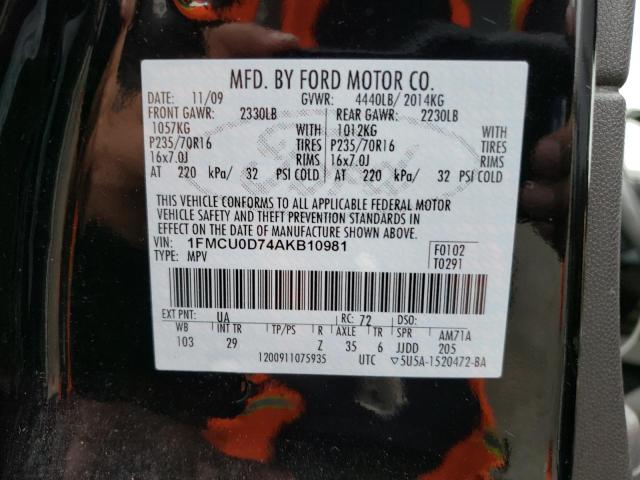 MFD. BY FORD MOTOR CO.
DATE: 11/09 GVWR: 4440LB/ 2014KG
FRONT GAWR: 2330LB REAR GAWR: 2230LB
1057KG WITH 1012KG WITH
P235/70R16 TIRES P235/70R16 TIRES
16x7.0J RIMS 16x7.0J RIMS
AT 220 kPa/ 32 PSI COLD AT 220 kPa/ 32 PSI COLD
THIS VEHICLE CONFORMS TO ALL APPLICABLE FEDERAL MOTOR
VEHICLE SAFETY AND THEFT PREVENTION STANDARDS IN
EFFECT ON THE DATE OF MANUFACTURE SHOWN ABOVE.
VIN: 1FMCU0D74AKB10981 F0102
TYPE: MPV T0291
EXT PNT: UA RC: 72 DSO:
WB INT TR TP/PS R AXLE TR SPR AM71A
103 29 Z 35 6 JJDD 205
1200911075935 UTC ▽5U5A-1520472-BA
Ford